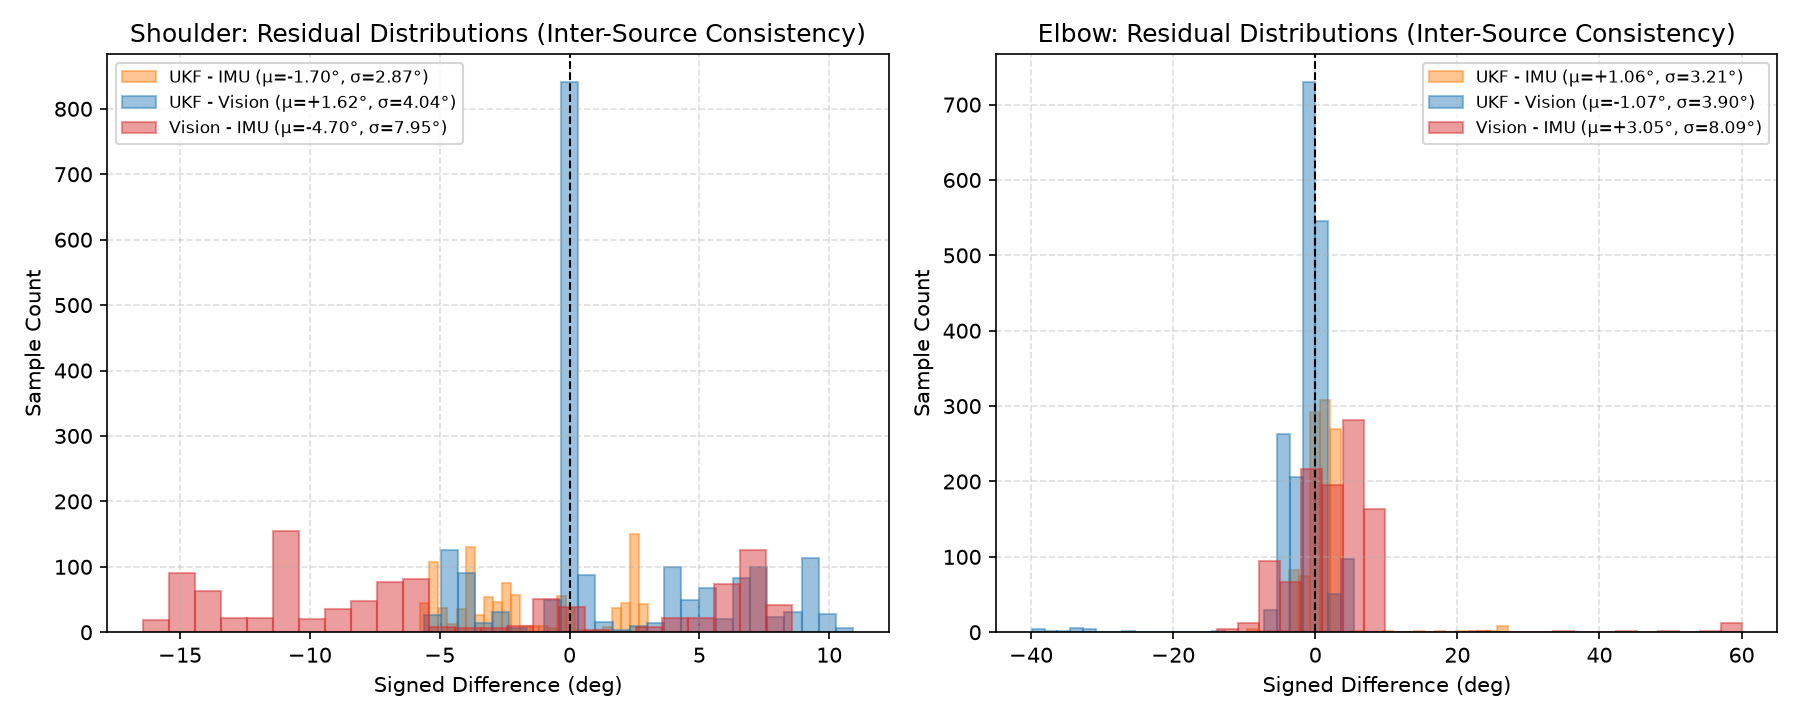 Shoulder: Residual Distributions (Inter-Source Consistency)
UKF - IMU (μ=-1.70°, σ=2.87°)
UKF - Vision (μ=+1.62°, σ=4.04°)
Vision - IMU (μ=-4.70°, σ=7.95°)
Sample Count
800
700
600
500
400
300
200
100
0
−15
−10
−5
0
5
10
Signed Difference (deg)
Elbow: Residual Distributions (Inter-Source Consistency)
UKF - IMU (μ=+1.06°, σ=3.21°)
UKF - Vision (μ=-1.07°, σ=3.90°)
Vision - IMU (μ=+3.05°, σ=8.09°)
Sample Count
700
600
500
400
300
200
100
0
−40
−20
0
20
40
60
Signed Difference (deg)